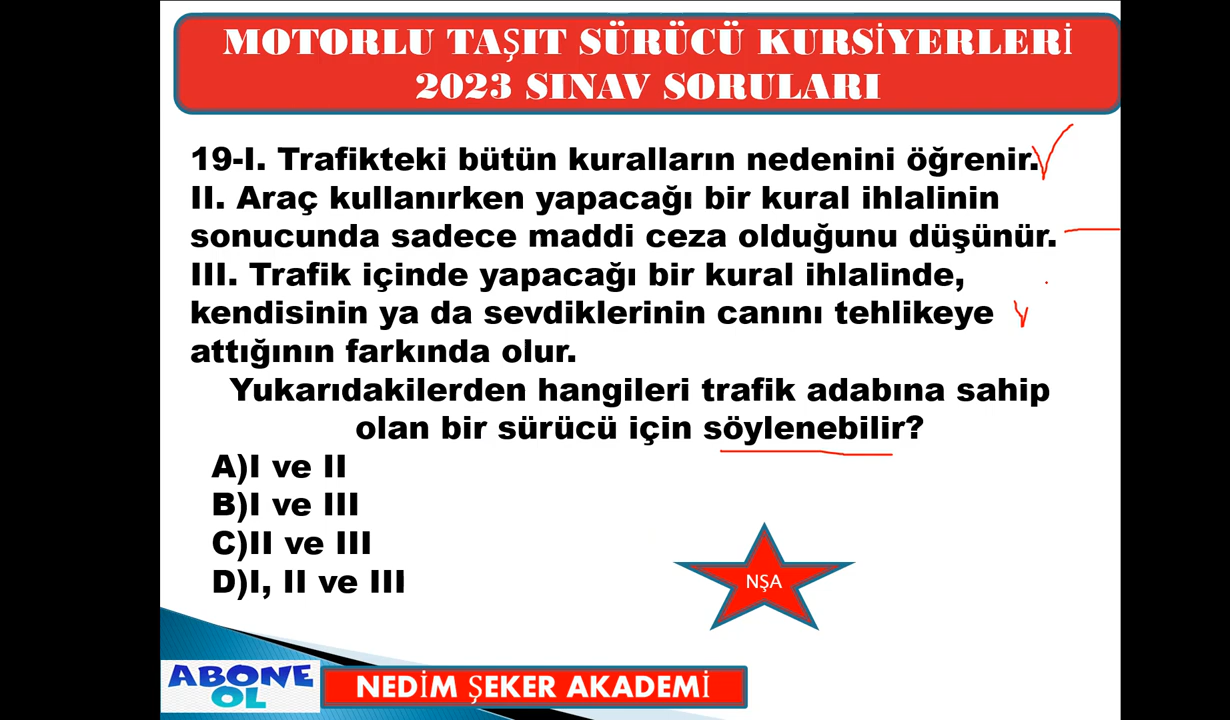 MOTORLU TAŞIT SÜRÜCÜ KURSİYERLERİ
2023 SINAV SORULARI
19-I. Trafikteki bütün kuralların nedenini öğrenir.
II. Araç kullanırken yapacağı bir kural ihlalinin
sonucunda sadece maddi ceza olduğunu düşünür.
III. Trafik içinde yapacağı bir kural ihlalinde,
kendisinin ya da sevdiklerinin canını tehlikeye
attığının farkında olur.
Yukarıdakilerden hangileri trafik adabına sahip
olan bir sürücü için söylenebilir?
A)I ve II
B)I ve III
C)II ve III
D)I, II ve III
NŞA
ABONE
OL
NEDİM ŞEKER AKADEMİ